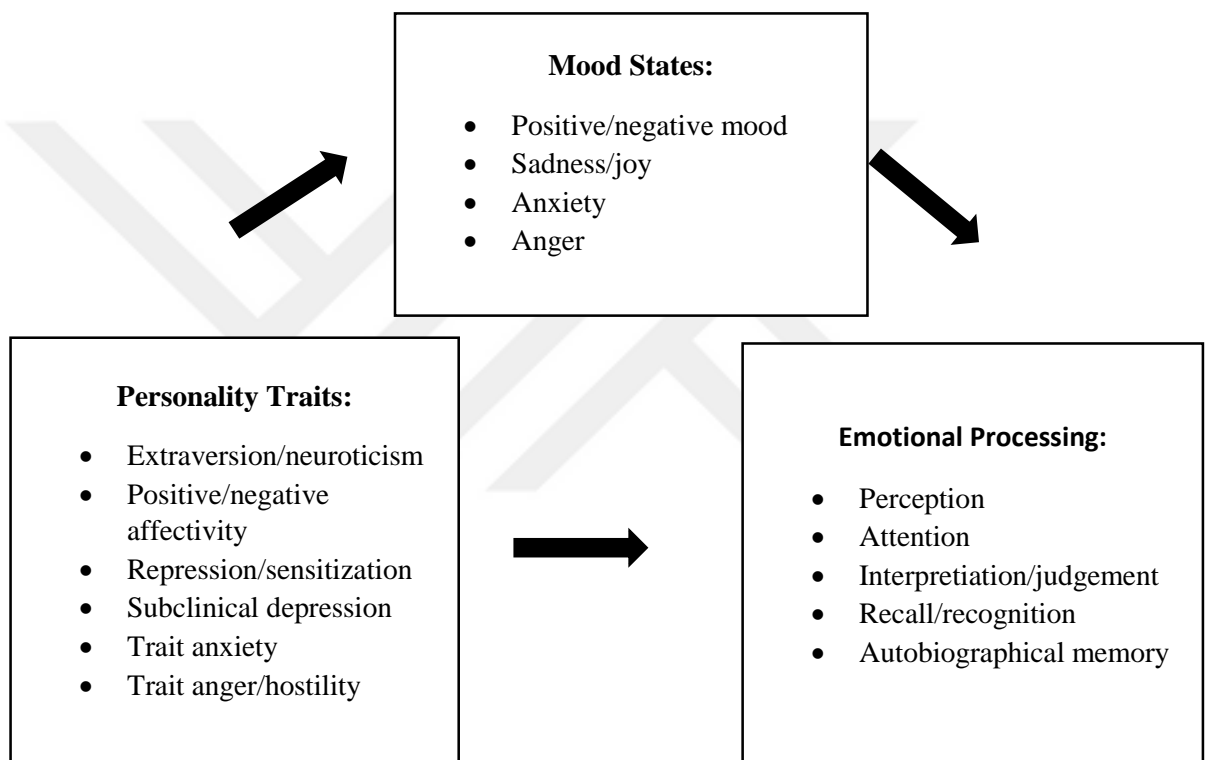 Mood States:
• Positive/negative mood
• Sadness/joy
• Anxiety
• Anger
Personality Traits:
• Extraversion/neuroticism
• Positive/negative
affectivity
• Repression/sensitization
• Subclinical depression
• Trait anxiety
• Trait anger/hostility
Emotional Processing:
• Perception
• Attention
• Interpretiation/judgement
• Recall/recognition
• Autobiographical memory